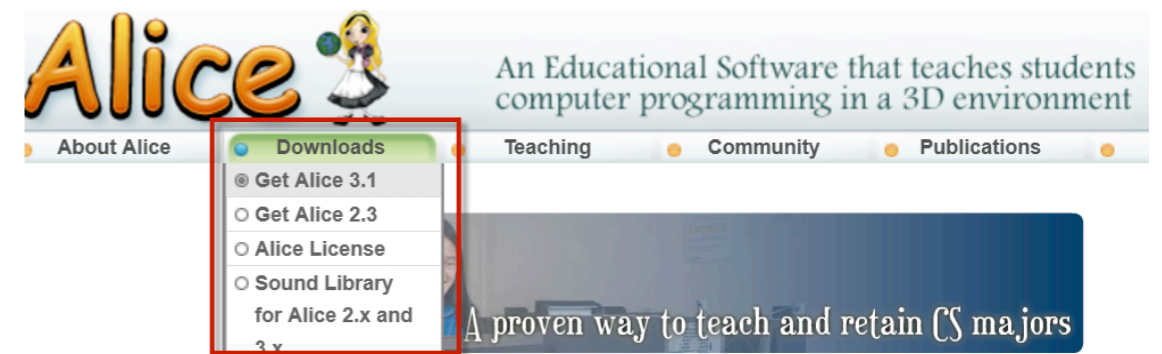 Alice
An Educational Software that teaches students
computer programming in a 3D environment
About Alice
Downloads
Teaching
Community
Publications
Get Alice 3.1
Get Alice 2.3
Alice License
Sound Library
for Alice 2.x and
3.x
A proven way to teach and retain CS majors